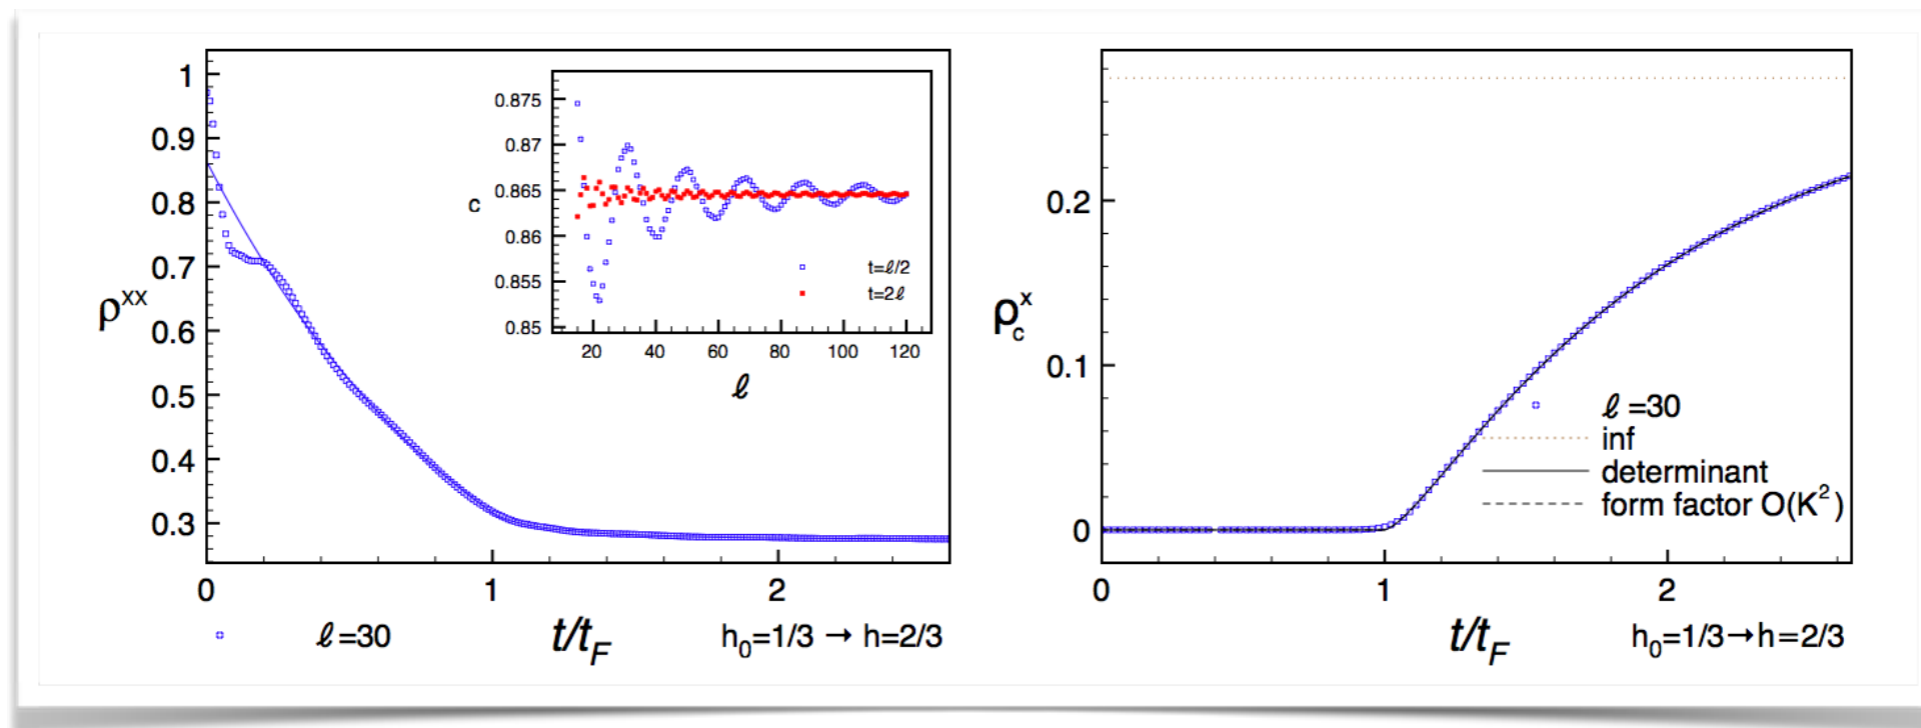 1
0.9
0.8
0.7
0.6
0.5
0.4
0.3
ρ^xx
0 1 2
ℓ=30 t/t_F h₀=1/3 → h=2/3
0.875
0.87
0.865
0.86
0.855
0.85
c
20 40 60 80 100 120
ℓ
t=ℓ/2
t=2ℓ
0.2
0.1
0
ρ_c^x
ℓ=30
inf
determinant
form factor O(K²)
0 1 2
t/t_F h₀=1/3→h=2/3